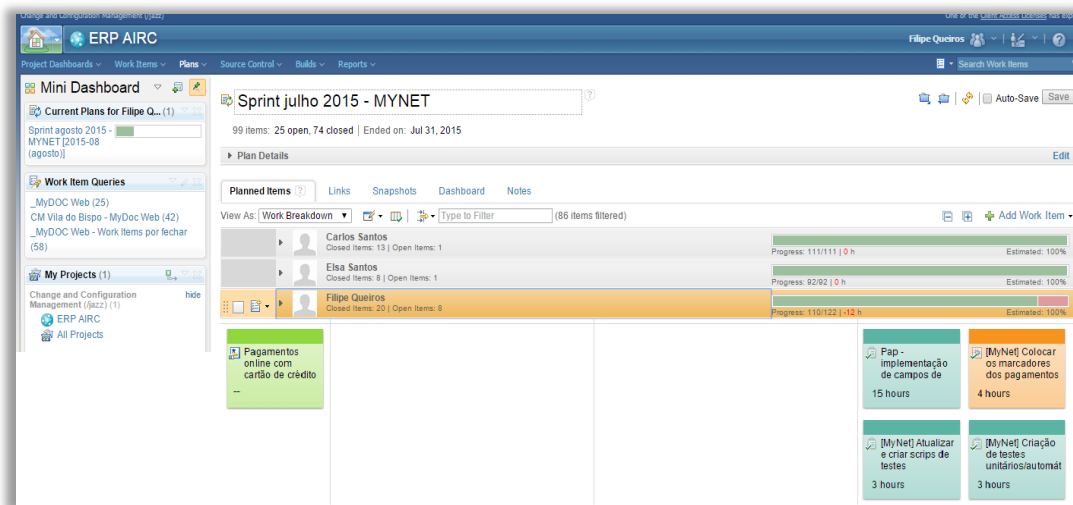 Change and Configuration Management (/jazz)
One of the Client Access Licenses has exp
ERP AIRC
Filipe Queiros
Project Dashboards
Work Items
Plans
Source Control
Builds
Reports
Search Work Items
Mini Dashboard
Current Plans for Filipe Q... (1)
Sprint agosto 2015 -
MYNET [2015-08
(agosto)]
Work Item Queries
_MyDOC Web (25)
CM Vila do Bispo - MyDoc Web (42)
_MyDOC Web - Work Items por fechar
(58)
My Projects (1)
Change and Configuration
Management (/jazz) (1)
hide
ERP AIRC
All Projects
Sprint julho 2015 - MYNET
Auto-Save
Save
99 items: 25 open, 74 closed | Ended on: Jul 31, 2015
Plan Details
Edit
Planned Items
Links
Snapshots
Dashboard
Notes
View As: Work Breakdown
Type to Filter
(86 items filtered)
Add Work Item
Carlos Santos
Closed Items: 13 | Open Items: 1
Progress: 111/111 | 0 h
Estimated: 100%
Elsa Santos
Closed Items: 8 | Open Items: 1
Progress: 92/92 | 0 h
Estimated: 100%
Filipe Queiros
Closed Items: 20 | Open Items: 8
Progress: 110/122 | -12 h
Estimated: 100%
Pagamentos
online com
cartão de crédito
--
Pap -
implementação
de campos de
15 hours
[MyNet] Colocar
os marcadores
dos pagamentos
4 hours
[MyNet] Atualizar
e criar scrips de
testes
3 hours
[MyNet] Criação
de testes
unitários/automát
3 hours